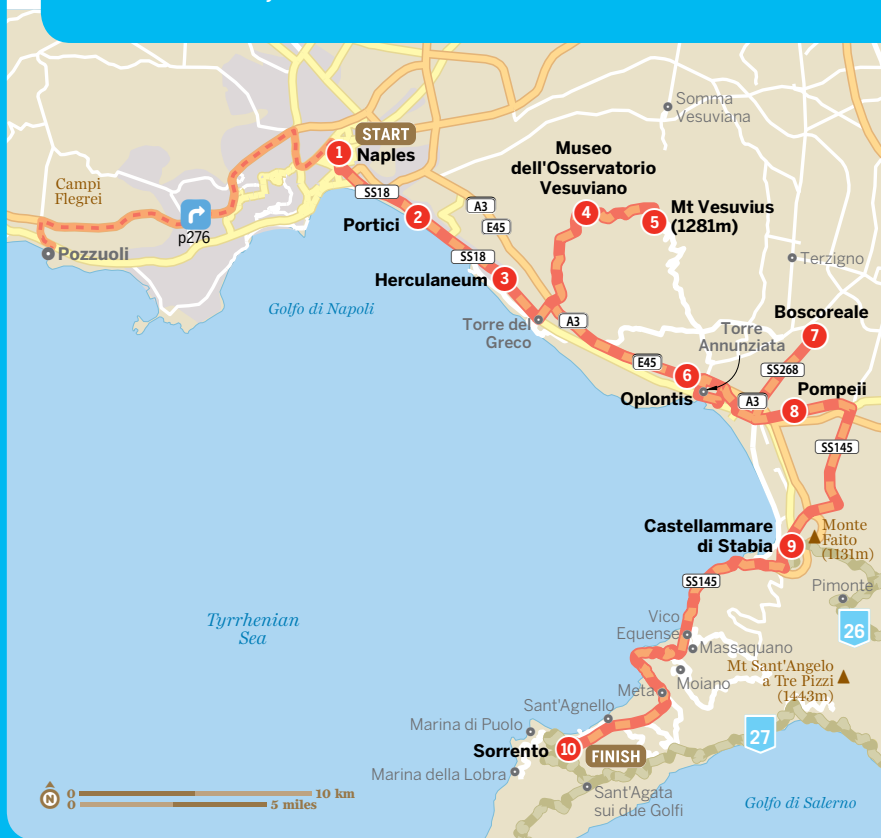 Somma
Vesuviana
START
1 Naples
Museo
dell'Osservatorio
Vesuviano
Campi
Flegrei
SS18
A3
E45
4
5 Mt Vesuvius
(1281m)
p276
Portici 2
Pozzuoli
SS18
Terzigno
Herculaneum 3
Golfo di Napoli
Boscoreale
7
Torre del
Greco
A3
Torre
Annunziata
E45
SS268
6
Oplontis
A3
Pompeii
8
SS145
Castellammare
di Stabia 9
Monte
Faito
(1131m)
SS145
Pimonte
26
Tyrrhenian
Sea
Vico
Equense
Massaquano
Mt Sant'Angelo
a Tre Pizzi
(1443m)
Moiano
Meta
Sant'Agnello
Marina di Puolo
27
Sorrento 10 FINISH
Marina della Lobra
Sant'Agata
sui due Golfi
Golfo di Salerno
N
0 10 km
0 5 miles